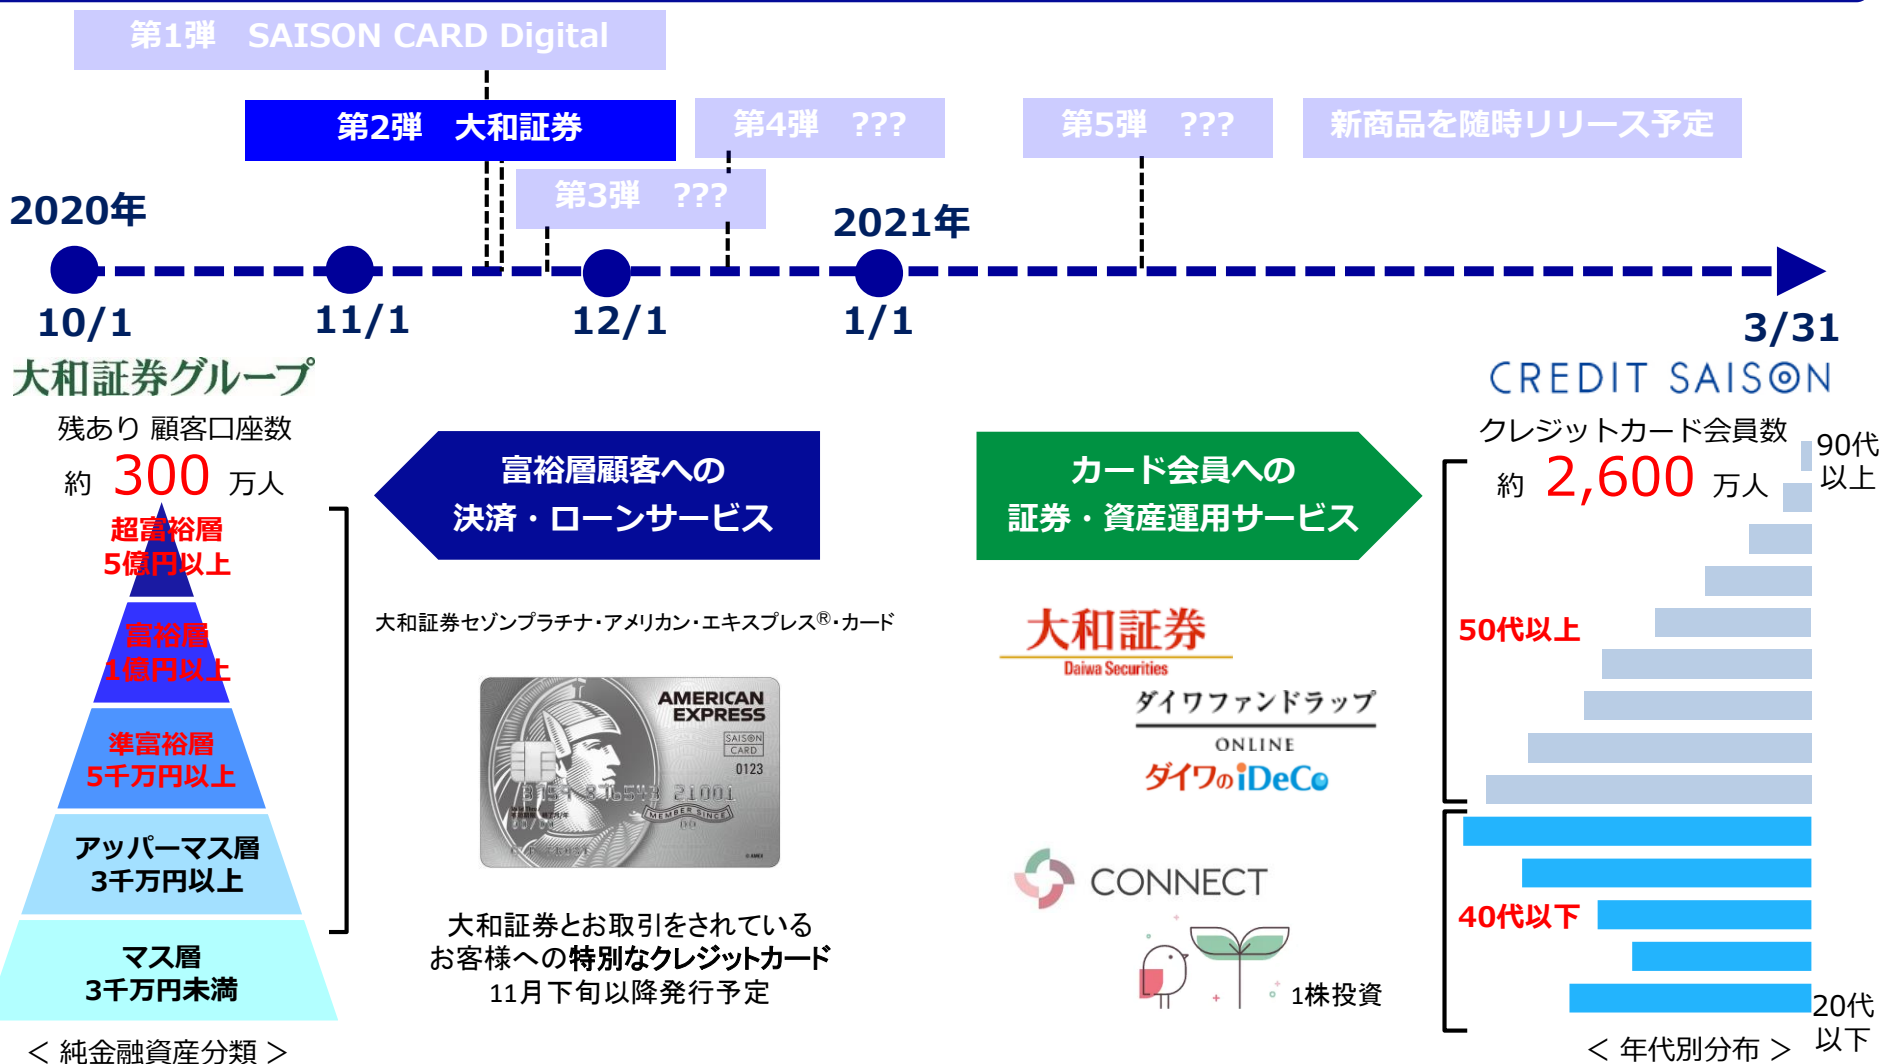 第1弾　SAISON CARD Digital
第2弾　大和証券
第4弾　???
第5弾　???
新商品を随時リリース予定
第3弾　???
2020年
2021年
10/1
11/1
12/1
1/1
3/31
大和証券グループ
残あり 顧客口座数
約 300 万人
超富裕層
5億円以上
富裕層
1億円以上
準富裕層
5千万円以上
アッパーマス層
3千万円以上
マス層
3千万円未満
＜ 純金融資産分類 ＞
富裕層顧客への
決済・ローンサービス
大和証券セゾンプラチナ・アメリカン・エキスプレス®・カード
AMERICAN
EXPRESS
SAISON
CARD
0123
MEMBER SINCE
大和証券とお取引をされている
お客様への特別なクレジットカード
11月下旬以降発行予定
カード会員への
証券・資産運用サービス
大和証券
Daiwa Securities
ダイワファンドラップ
ONLINE
ダイワのiDeCo
CONNECT
1株投資
CREDIT SAISON
クレジットカード会員数
約 2,600 万人
90代
以上
50代以上
40代以下
20代
以下
＜ 年代別分布 ＞